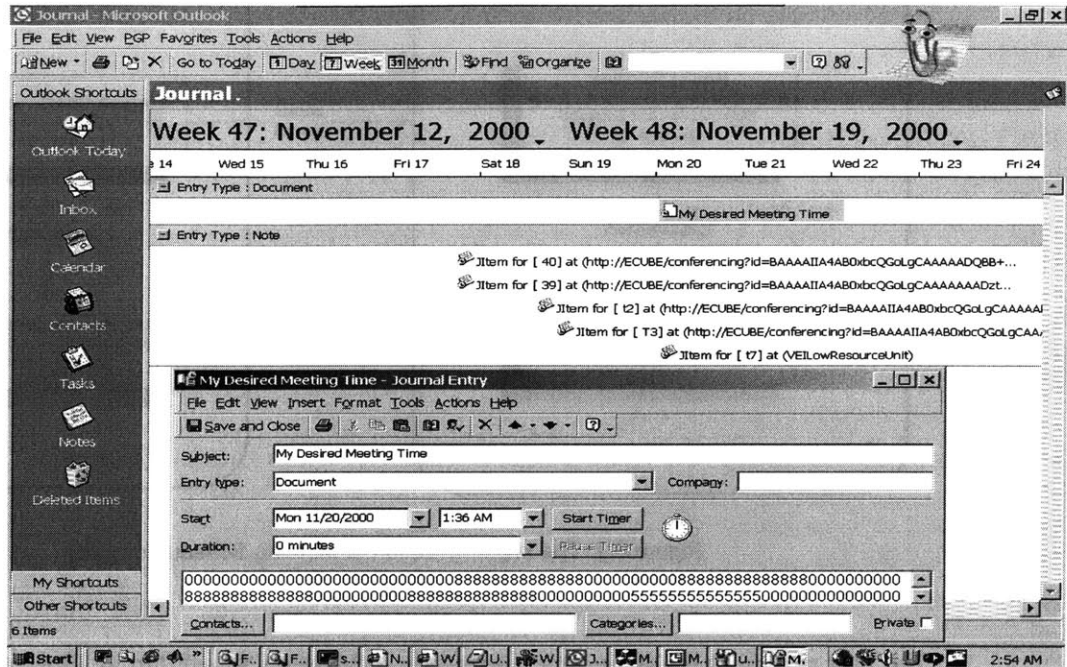 Journal - Microsoft Outlook
File Edit View PGP Favorites Tools Actions Help
New Go to Today 1 Day 7 Week 31 Month Find Organize
Outlook Shortcuts Journal .
Week 47: November 12, 2000 Week 48: November 19, 2000
e 14 Wed 15 Thu 16 Fri 17 Sat 18 Sun 19 Mon 20 Tue 21 Wed 22 Thu 23 Fri 24
Entry Type : Document
My Desired Meeting Time
Entry Type : Note
JItem for [ 40] at (http://ECUBE/conferencing?id=BAAAAIIA4AB0xbcQGoLgCAAAAADQBB+...
JItem for [ 39] at (http://ECUBE/conferencing?id=BAAAAIIA4AB0xbcQGoLgCAAAAAAADzt...
JItem for [ t2] at (http://ECUBE/conferencing?id=BAAAAIIA4AB0xbcQGoLgCAAAAA
JItem for [ T3] at (http://ECUBE/conferencing?id=BAAAAIIA4AB0xbcQGoLgCAA
JItem for [ t7] at (VEILowResourceUnit)
Outlook Today
Inbox
Calendar
Contacts
Tasks
Notes
Deleted Items
My Shortcuts
Other Shortcuts
6 Items
My Desired Meeting Time - Journal Entry
File Edit View Insert Format Tools Actions Help
Save and Close
Subject: My Desired Meeting Time
Entry type: Document Company:
Start Mon 11/20/2000 1:36 AM Start Timer
Duration: 0 minutes Pause Timer
Contacts... Categories... Private
Start F.. F.. s.. N.. W U.. W. J.. M. M. u.. M. 2:54 AM